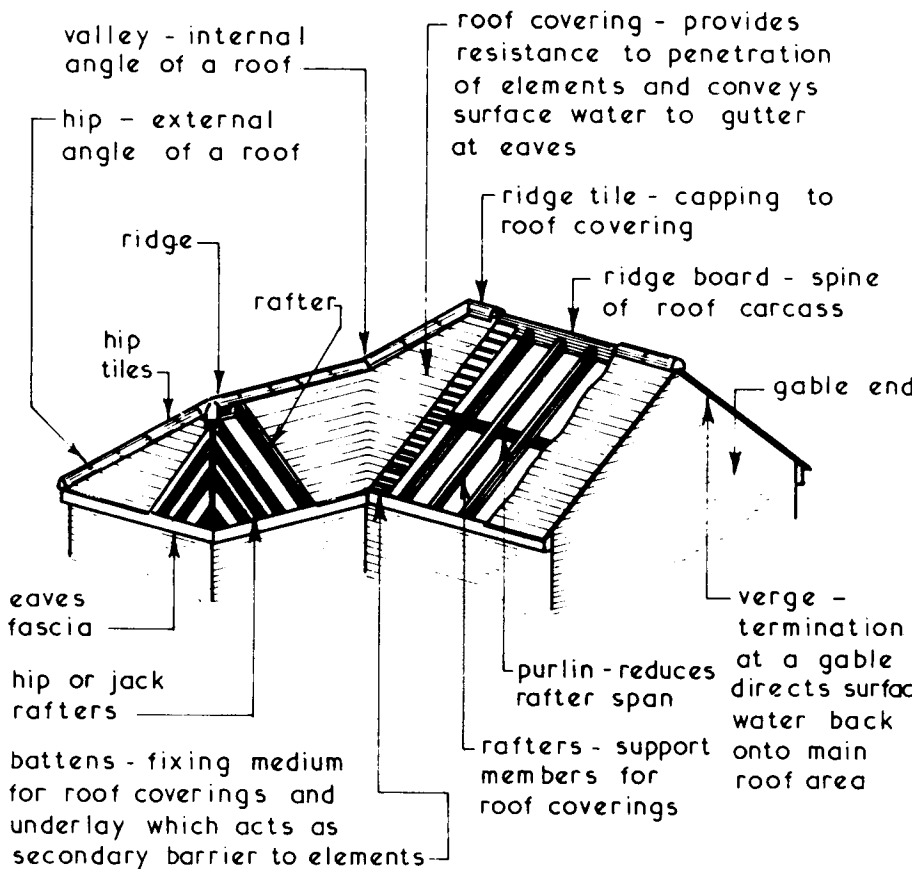 valley - internal
angle of a roof
hip - external
angle of a roof
ridge
hip
tiles
rafter
roof covering - provides
resistance to penetration
of elements and conveys
surface water to gutter
at eaves
ridge tile - capping to
roof covering
ridge board - spine
of roof carcass
gable end
eaves
fascia
hip or jack
rafters
battens - fixing medium
for roof coverings and
underlay which acts as
secondary barrier to elements
purlin - reduces
rafter span
rafters - support
members for
roof coverings
verge -
termination
at a gable
directs surfac
water back
onto main
roof area